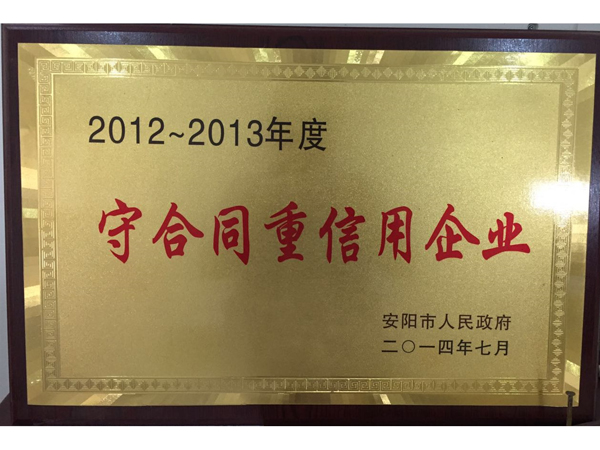 2012~2013年度
守合同重信用企业
安阳市人民政府
二〇一四年七月